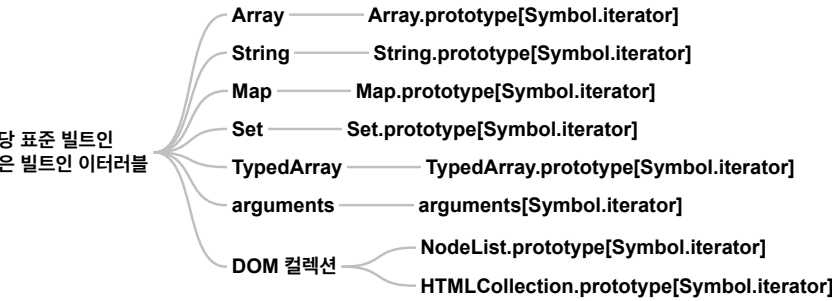 Array Array.prototype[Symbol.iterator]
String String.prototype[Symbol.iterator]
Map Map.prototype[Symbol.iterator]
Set Set.prototype[Symbol.iterator]
당 표준 빌트인
은 빌트인 이터러블
TypedArray TypedArray.prototype[Symbol.iterator]
arguments arguments[Symbol.iterator]
DOM 컬렉션
NodeList.prototype[Symbol.iterator]
HTMLCollection.prototype[Symbol.iterator]